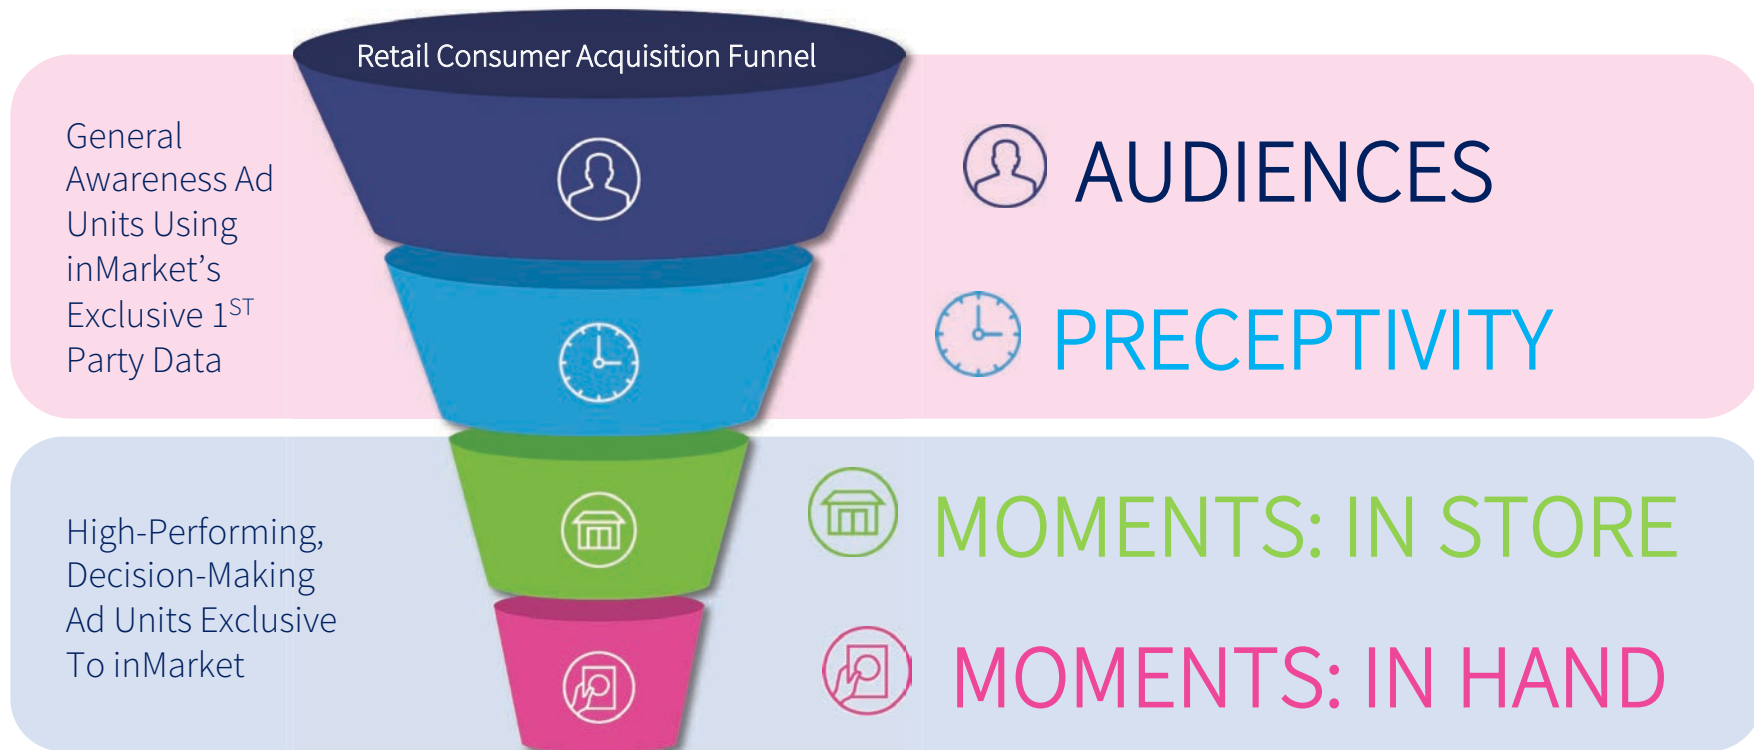 Retail Consumer Acquisition Funnel
General
Awareness Ad
Units Using
inMarket’s
Exclusive 1ST
Party Data
AUDIENCES
PRECEPTIVITY
High-Performing,
Decision-Making
Ad Units Exclusive
To inMarket
MOMENTS: IN STORE
MOMENTS: IN HAND